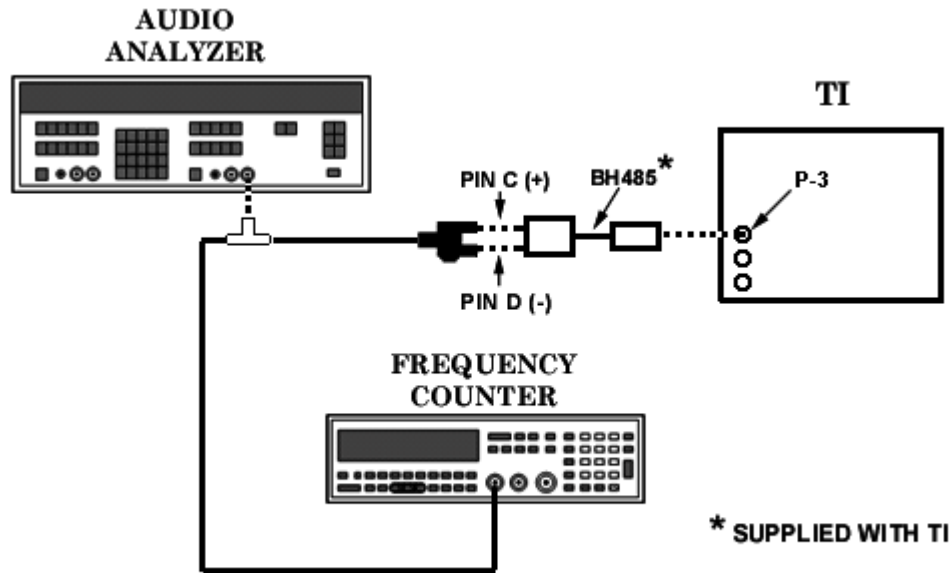 AUDIO
ANALYZER
TI
PIN C (+)
BH485*
P-3
PIN D (-)
FREQUENCY
COUNTER
* SUPPLIED WITH TI